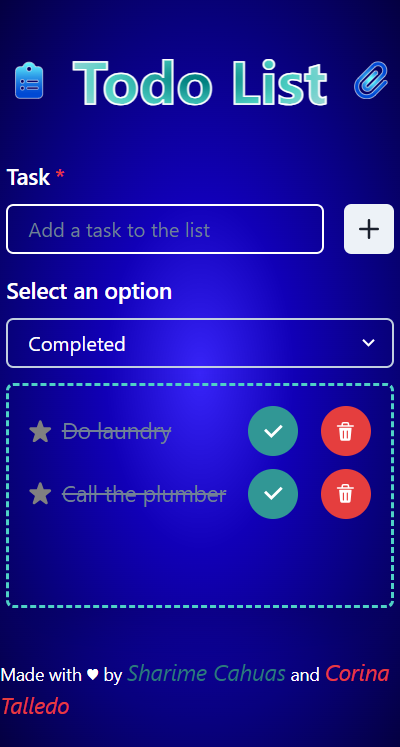 Todo List
Task *
Add a task to the list
Select an option
Completed
Do laundry
Call the plumber
Made with ♥ by Sharime Cahuas and Corina
Talledo